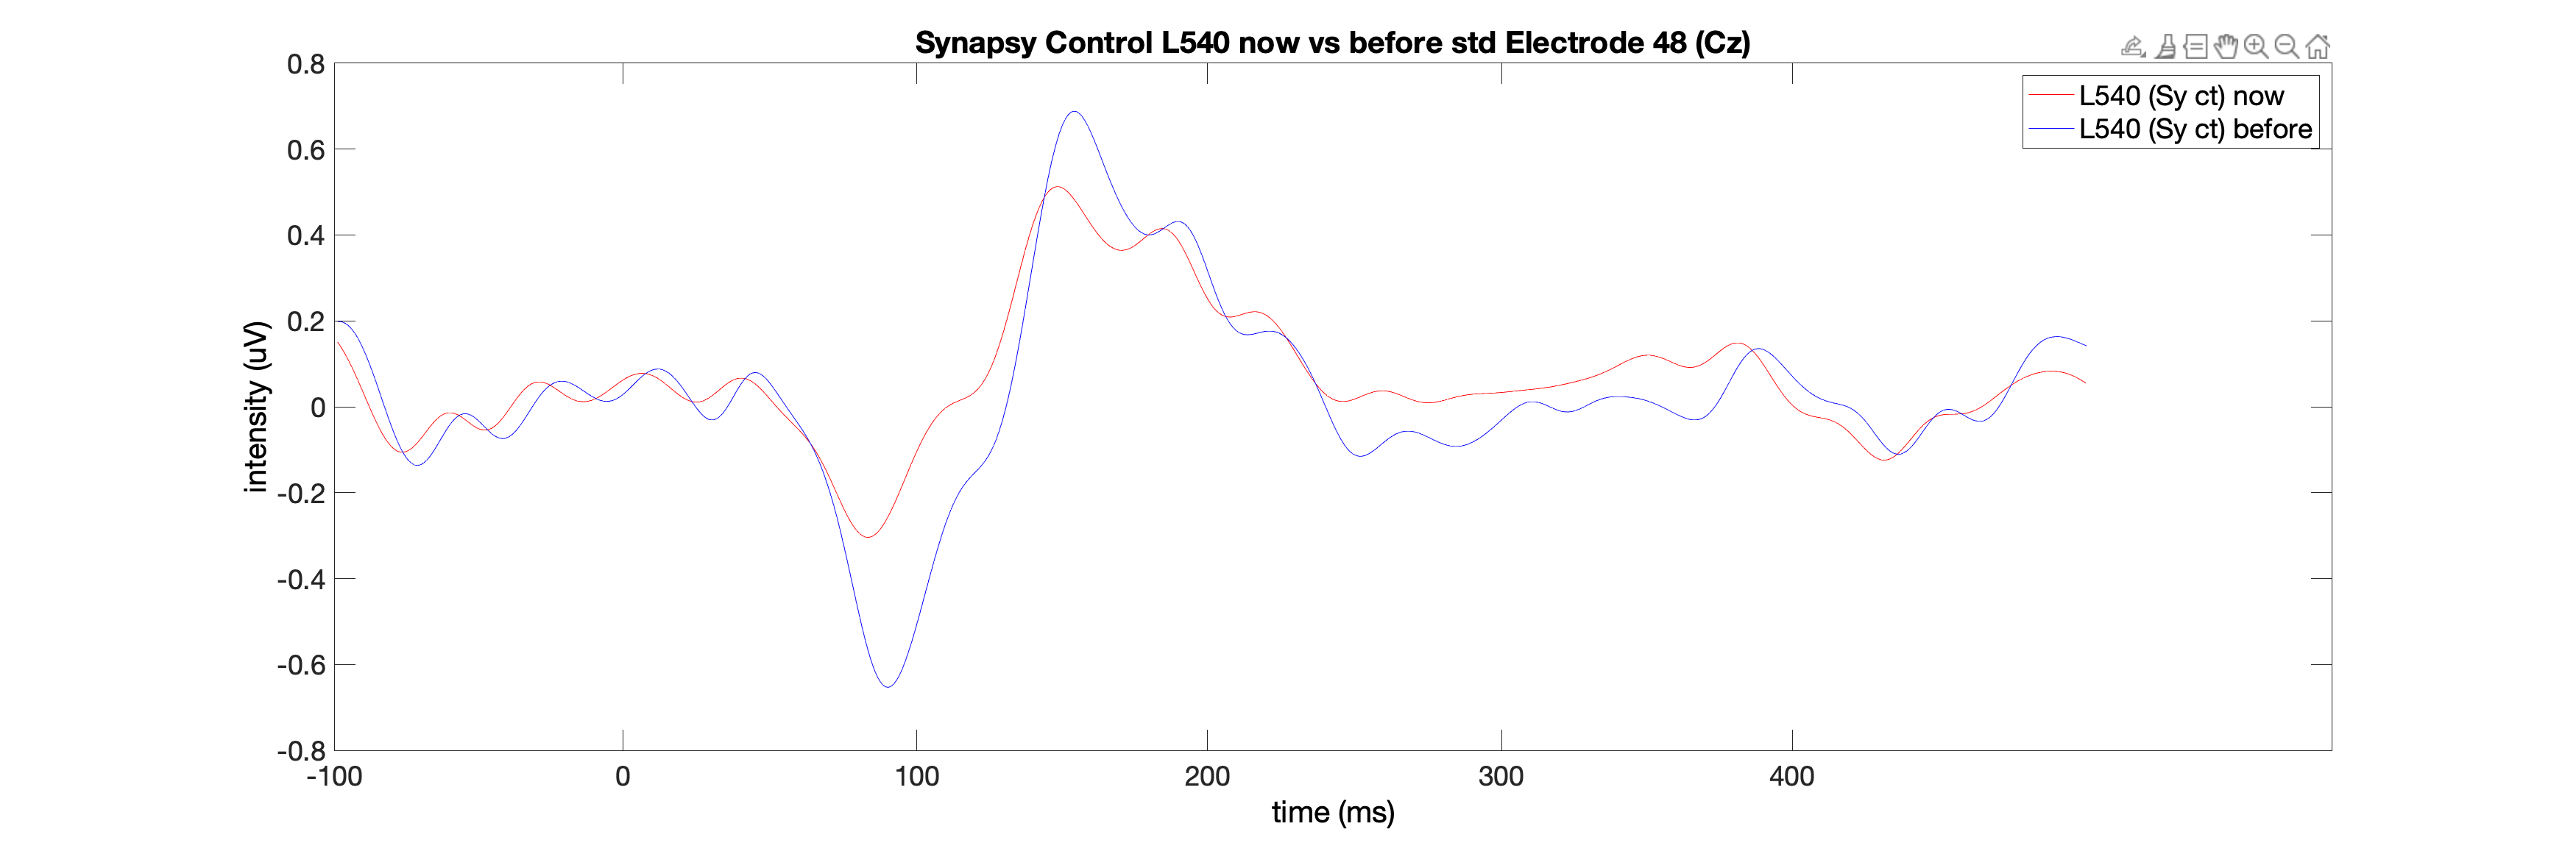 Synapsy Control L540 now vs before std Electrode 48 (Cz)
L540 (Sy ct) now
L540 (Sy ct) before
intensity (uV)
0.8
0.6
0.4
0.2
0
-0.2
-0.4
-0.6
-0.8
-100 0 100 200 300 400
time (ms)